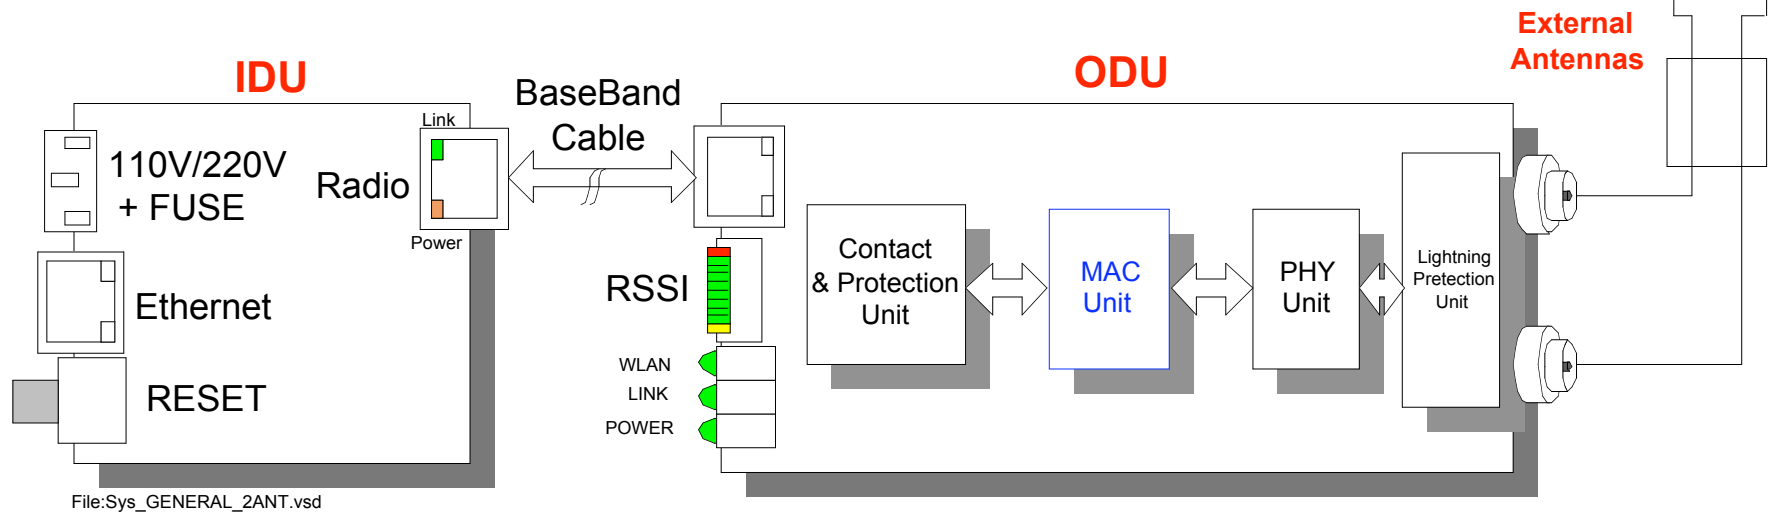 External
Antennas
IDU
ODU
BaseBand
Cable
Link
110V/220V
+ FUSE
Radio
Power
Ethernet
RESET
RSSI
WLAN
LINK
POWER
Contact
& Protection
Unit
MAC
Unit
PHY
Unit
Lightning
Pretection
Unit
File:Sys_GENERAL_2ANT.vsd